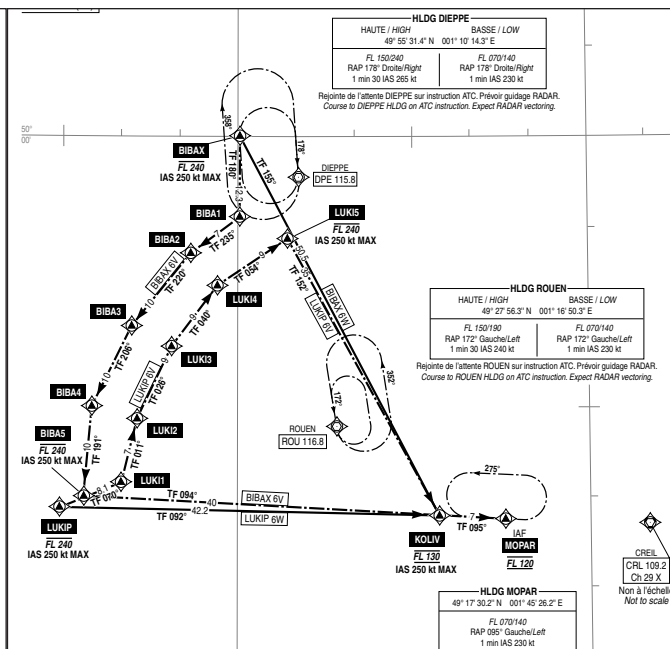 HLDG DIEPPE
HAUTE / HIGH BASSE / LOW
49° 55' 31.4" N 001° 10' 14.3" E
FL 150/240 FL 070/140
RAP 178° Droite/Right RAP 178° Droite/Right
1 min 30 IAS 265 kt 1 min IAS 230 kt
Rejointe de l'attente DIEPPE sur instruction ATC. Prévoir guidage RADAR.
Course to DIEPPE HLDG on ATC instruction. Expect RADAR vectoring.
50°
00'
358°
178°
BIBAX
FL 240
IAS 250 kt MAX
TF 180°
12.3
TF 155°
DIEPPE
DPE 115.8
BIBA1
7
TF 235°
BIBA2
LUKI5
FL 240
IAS 250 kt MAX
BIBAX 6V
10
TF 220°
9
TF 054°
LUKI4
50.5
35
TF 152°
BIBAX 6W
LUKIP 6V
HLDG ROUEN
HAUTE / HIGH BASSE / LOW
49° 27' 56.3" N 001° 16' 50.3" E
FL 150/190 FL 070/140
RAP 172° Gauche/Left RAP 172° Gauche/Left
1 min 30 IAS 240 kt 1 min IAS 230 kt
Rejointe de l'attente ROUEN sur instruction ATC. Prévoir guidage RADAR.
Course to ROUEN HLDG on ATC instruction. Expect RADAR vectoring.
BIBA3
9
TF 040°
LUKI3
10
TF 206°
LUKIP 6V
9
TF 026°
352°
172°
BIBA4
LUKI2
ROUEN
ROU 116.8
BIBA5
FL 240
IAS 250 kt MAX
10
TF 191°
7
TF 011°
LUKI1
8.1
TF 070°
TF 094°
40
BIBAX 6V
TF 092°
42.2
LUKIP 6W
LUKIP
FL 240
IAS 250 kt MAX
275°
7
TF 095°
KOLIV
FL 130
IAS 250 kt MAX
IAF
MOPAR
FL 120
CREIL
CRL 109.2
Ch 29 X
Non à l'échelle
Not to scale
HLDG MOPAR
49° 17' 30.2" N 001° 45' 26.2" E
FL 070/140
RAP 095° Gauche/Left
1 min IAS 230 kt